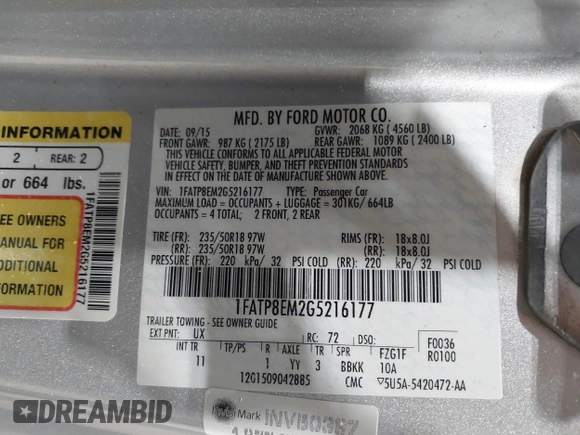 MFD. BY FORD MOTOR CO.
DATE: 09/15 GVWR: 2068 KG (4560 LB)
FRONT GAWR: 987 KG (2175 LB) REAR GAWR: 1089 KG (2400 LB)
THIS VEHICLE CONFORMS TO ALL APPLICABLE FEDERAL MOTOR
VEHICLE SAFETY, BUMPER, AND THEFT PREVENTION STANDARDS
IN EFFECT ON THE DATE OF MANUFACTURE SHOWN ABOVE.
VIN: 1FATP8EM2G5216177 TYPE: Passenger Car
MAXIMUM LOAD = OCCUPANTS + LUGGAGE = 301KG/ 664LB
OCCUPANTS = 4 TOTAL; 2 FRONT, 2 REAR
TIRE (FR): 235/50R18 97W RIMS (FR): 18x8.0J
(RR): 235/50R18 97W (RR): 18x8.0J
PRESSURE (FR): 220 kPa/ 32 PSI COLD (RR): 220 kPa/ 32 PSI COLD
1FATP8EM2G5216177
TRAILER TOWING - SEE OWNER GUIDE
EXT PNT: UX RC: 72 DSO: F0036
INT TR TP/PS R AXLE TR SPR FZG1F R0100
11 1 YY 3 BBKK 10A
12G1509042885 CMC 5U5A-5420472-AA
INFORMATION
2 REAR: 2
or 664 lbs.
1FATP8EM2G5216177
SEE OWNERS
MANUAL FOR
ADDITIONAL
INFORMATION
Mark
DREAMBID